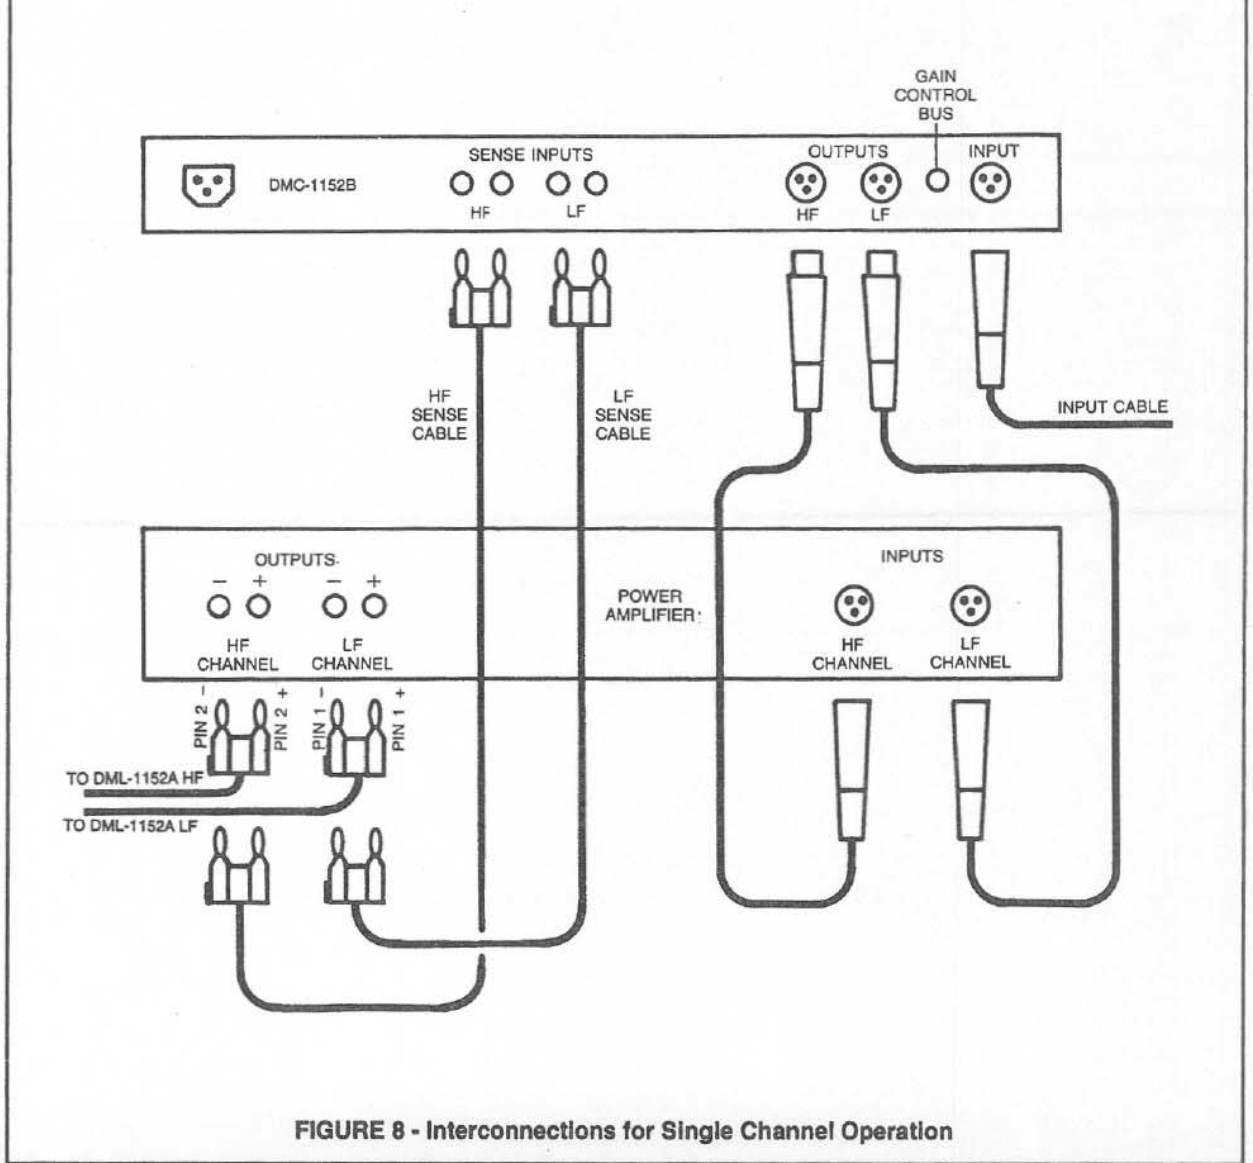 GAIN
CONTROL
BUS
SENSE INPUTS
OUTPUTS
INPUT
DMC-1152B
HF
LF
HF
LF
HF
SENSE
CABLE
LF
SENSE
CABLE
INPUT CABLE
OUTPUTS
INPUTS
- +
- +
POWER
AMPLIFIER
HF
CHANNEL
LF
CHANNEL
HF
CHANNEL
LF
CHANNEL
PIN 2 -
PIN 2 +
PIN 1 -
PIN 1 +
TO DML-1152A HF
TO DML-1152A LF
FIGURE 8 - Interconnections for Single Channel Operation